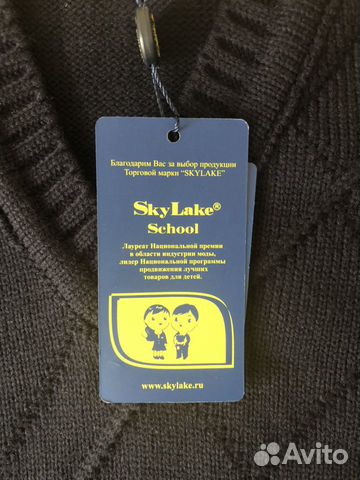 Благодарим Вас за выбор продукции
Торговой марки "SKYLAKE"
SkyLake®
School
Лауреат Национальной премии
в области индустрии моды,
лидер Национальной программы
продвижения лучших
товаров для детей.
www.skylake.ru
Avito